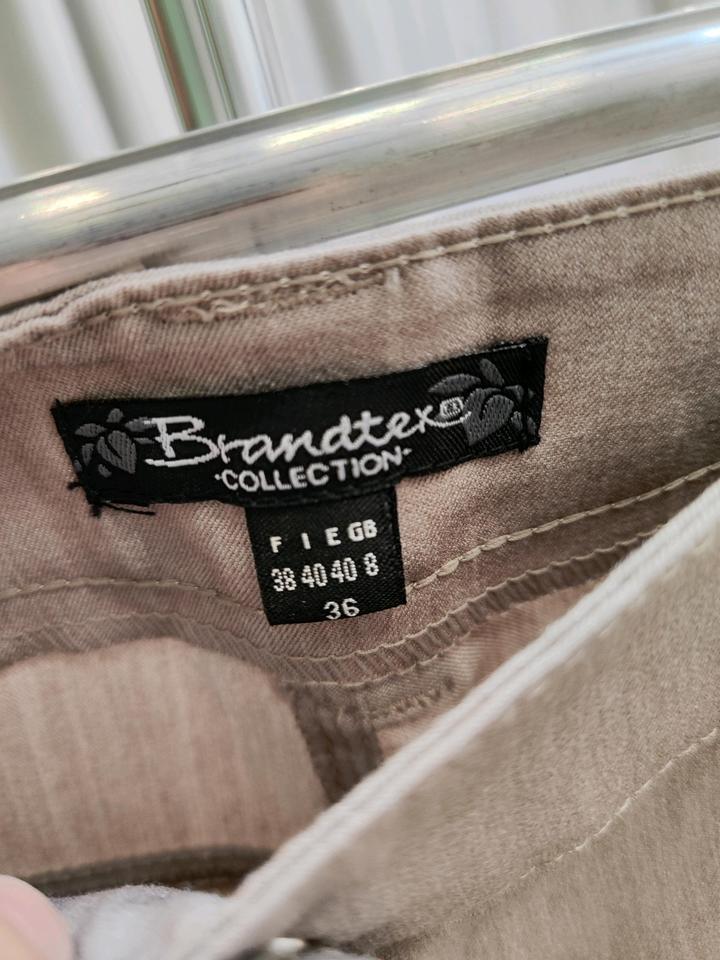 Brandtex®
·COLLECTION·
F I E GB
38 40 40 8
36